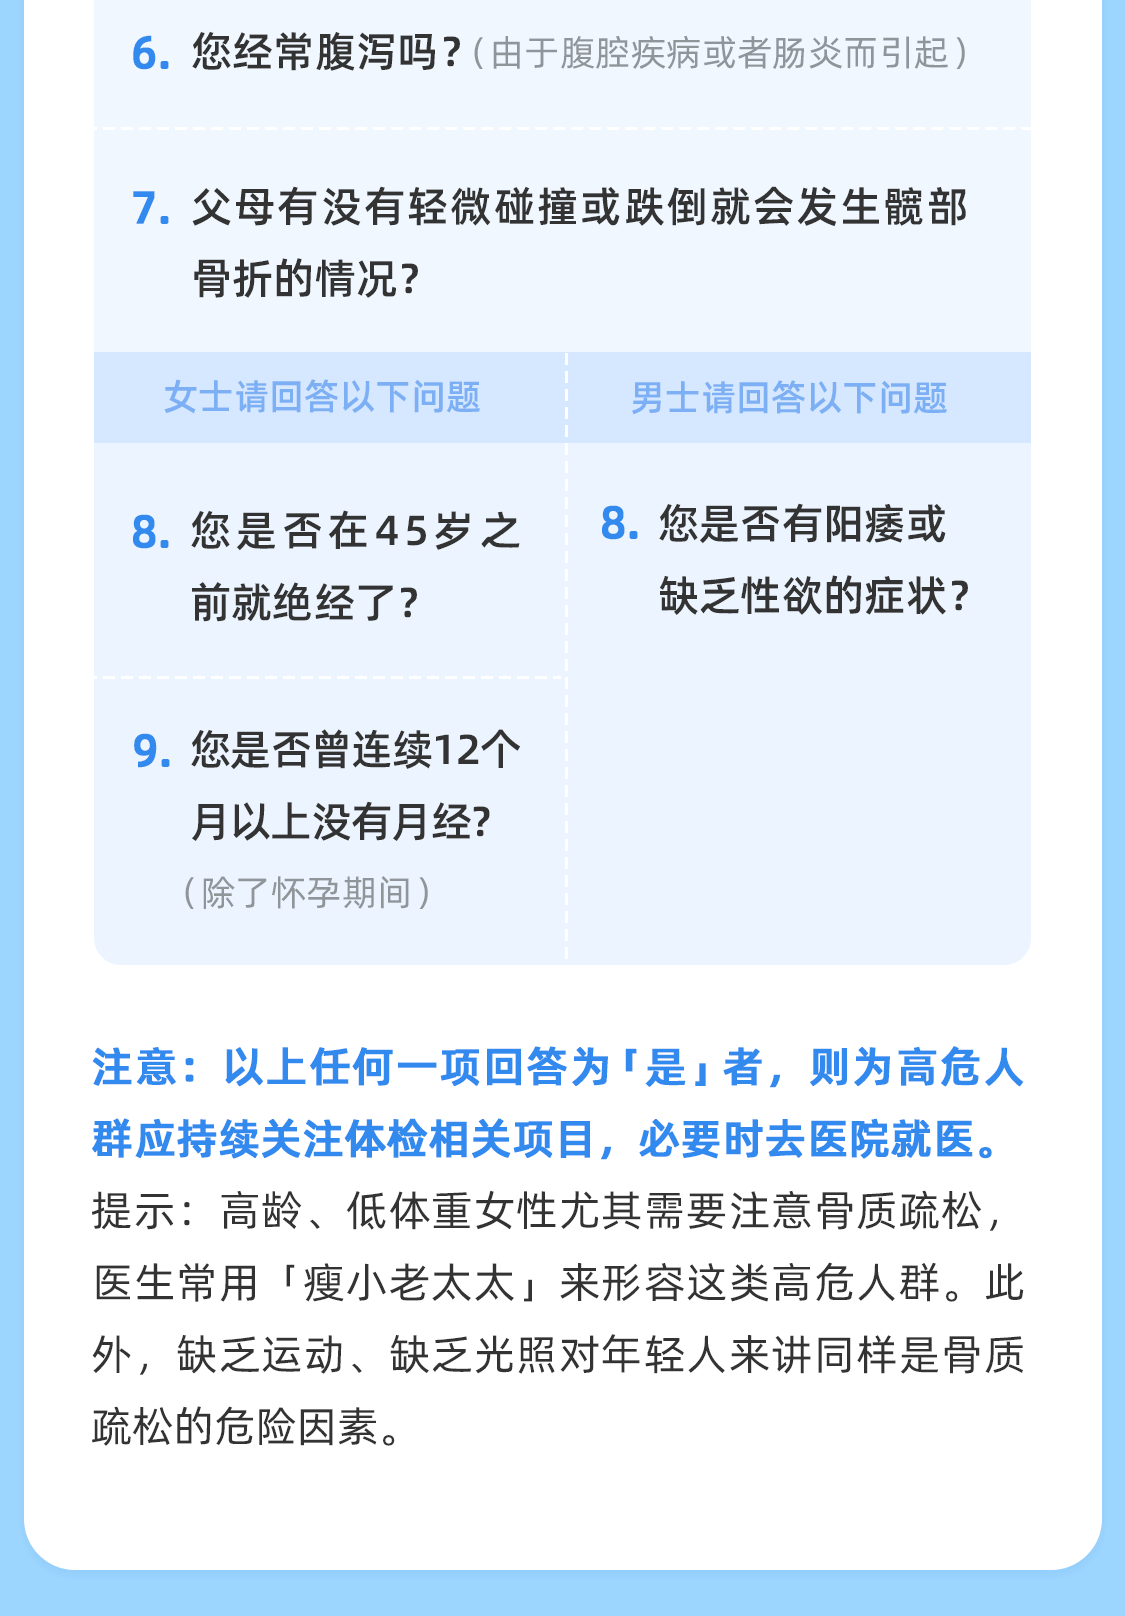 6. 您经常腹泻吗？（由于腹腔疾病或者肠炎而引起）
7. 父母有没有轻微碰撞或跌倒就会发生髋部
骨折的情况？
女士请回答以下问题
8. 您是否在45岁之
前就绝经了？
9. 您是否曾连续12个
月以上没有月经?
（除了怀孕期间）
男士请回答以下问题
8. 您是否有阳痿或
缺乏性欲的症状？
注意：以上任何一项回答为「是」者，则为高危人
群应持续关注体检相关项目，必要时去医院就医。
提示：高龄、低体重女性尤其需要注意骨质疏松，
医生常用「瘦小老太太」来形容这类高危人群。此
外，缺乏运动、缺乏光照对年轻人来讲同样是骨质
疏松的危险因素。